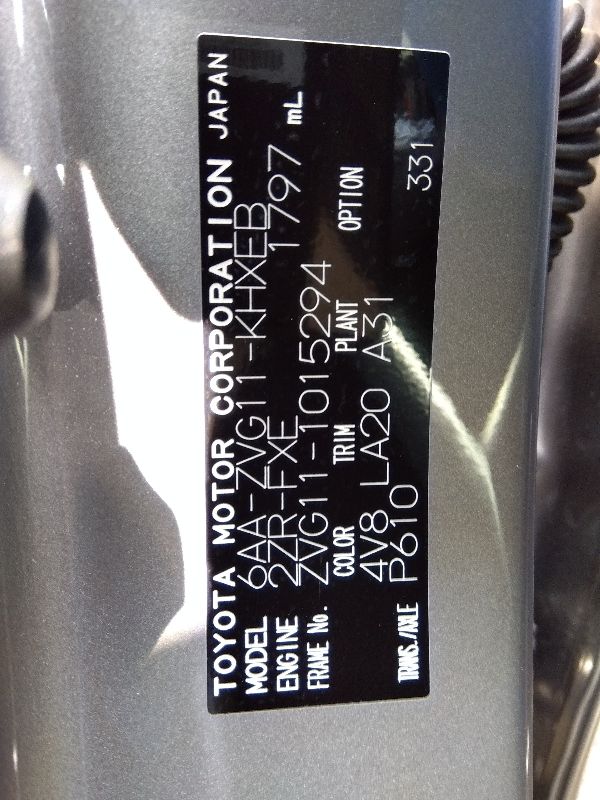 TOYOTA MOTOR CORPORATION JAPAN
MODEL 6AA-ZVG11-KHXEB
ENGINE 2ZR-FXE 1797 mL
FRAME No. ZVG11-1015294
COLOR TRIM PLANT OPTION
4V8 LA20 A31
TRANS./AXLE P610 331